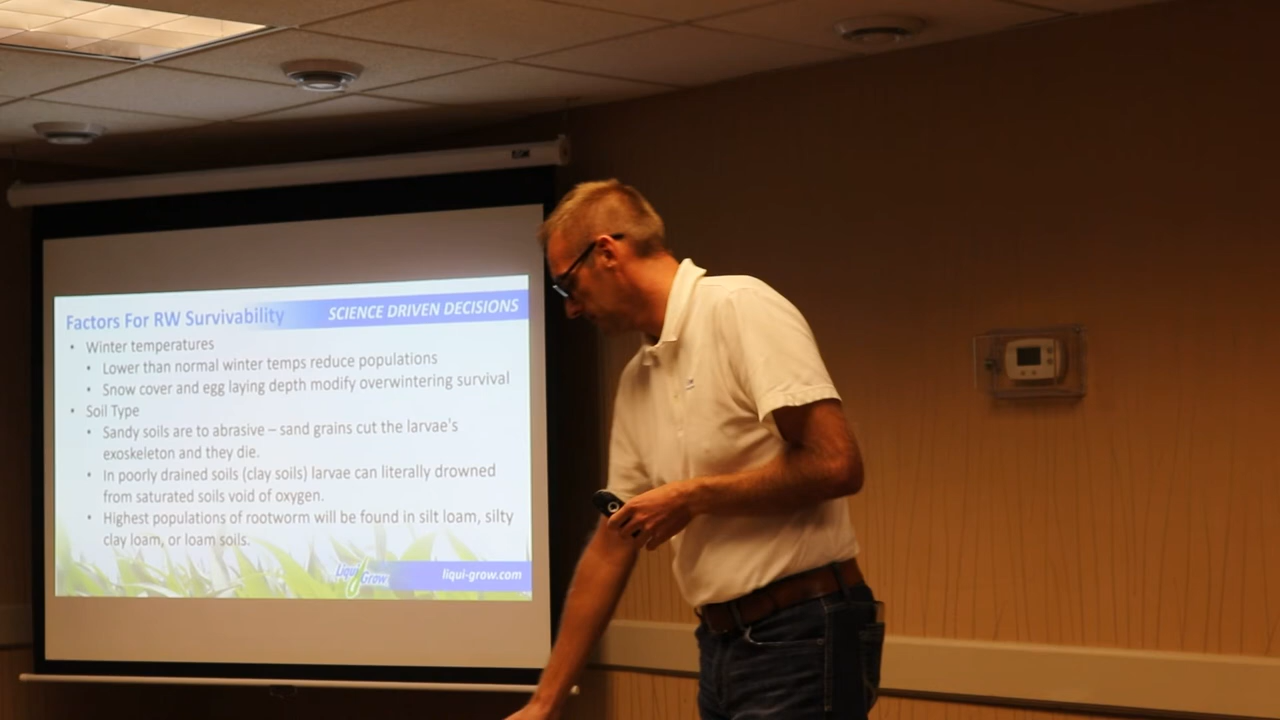 Factors For RW Survivability
SCIENCE DRIVEN DECISIONS
• Winter temperatures
• Lower than normal winter temps reduce populations
• Snow cover and egg laying depth modify overwintering survival
• Soil Type
• Sandy soils are to abrasive – sand grains cut the larvae's
exoskeleton and they die.
• In poorly drained soils (clay soils) larvae can literally drowned
from saturated soils void of oxygen.
• Highest populations of rootworm will be found in silt loam, silty
clay loam, or loam soils.
Liqui Grow
liqui-grow.com